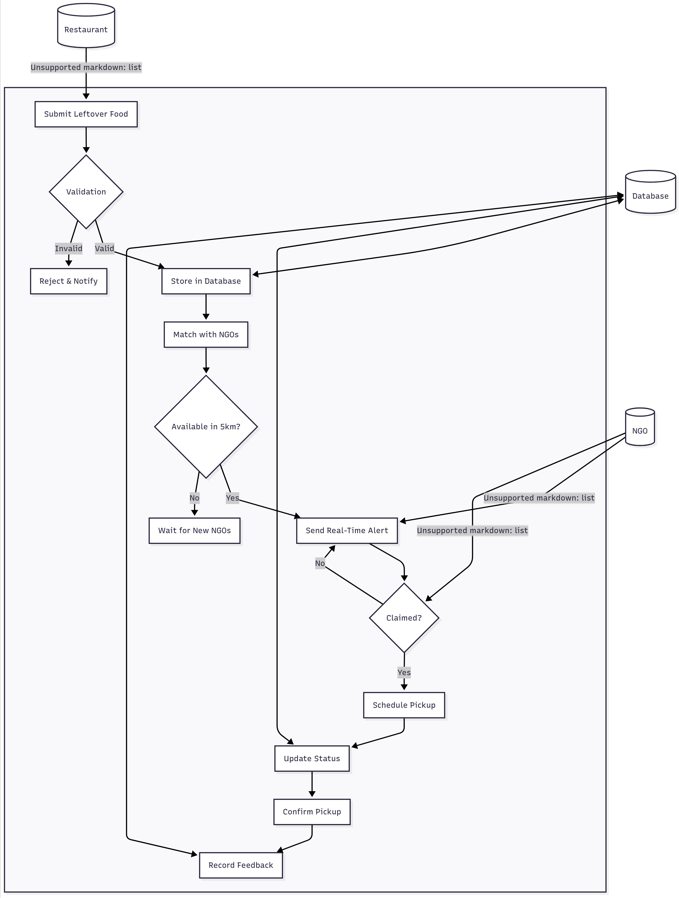 Restaurant
Unsupported markdown: list
Submit Leftover Food
Validation
Database
Invalid
Valid
Reject & Notify
Store in Database
Match with NGOs
Available in 5km?
NGO
No
Yes
Unsupported markdown: list
Wait for New NGOs
Send Real-Time Alert
Unsupported markdown: list
No
Claimed?
Yes
Schedule Pickup
Update Status
Confirm Pickup
Record Feedback